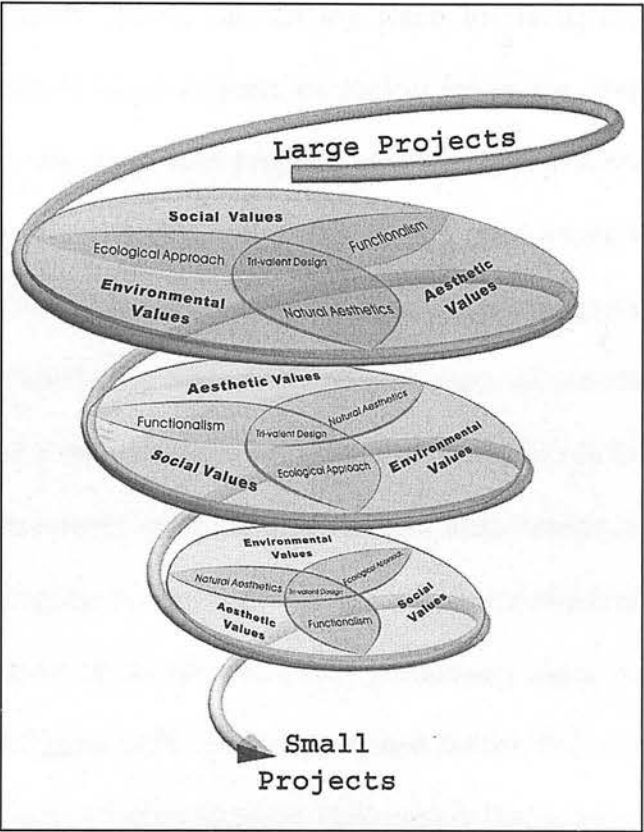 Large Projects
Social Values
Functionalism
Ecological Approach
Tri-valent Design
Environmental
Values
Aesthetic
Values
Natural Aesthetics
Aesthetic Values
Natural Aesthetics
Functionalism
Tri-valent Design
Social Values
Ecological Approach
Environmental
Values
Environmental
Values
Ecological Approach
Natural Aesthetics
Tri-valent Design
Aesthetic
Values
Functionalism
Social
Values
Small
Projects